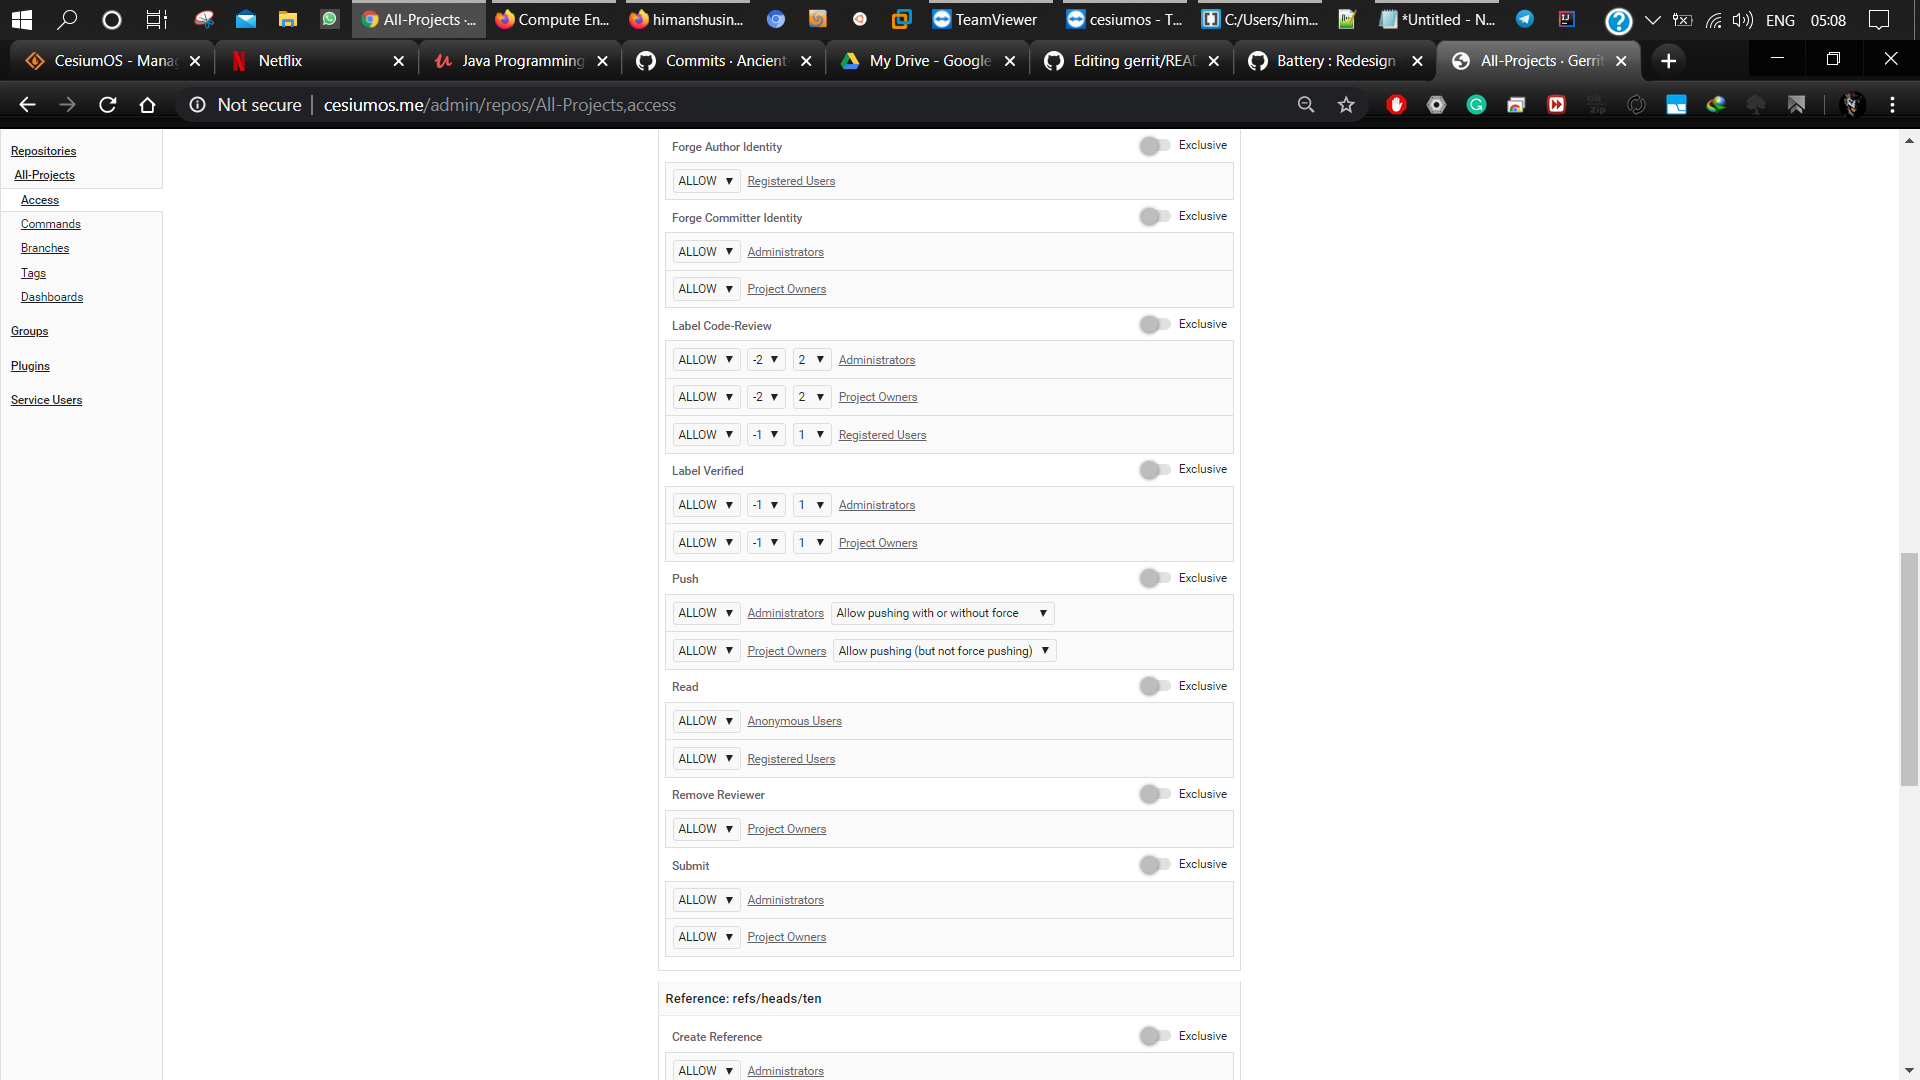 All-Projects ·...
Compute En...
himanshusin...
TeamViewer
cesiumos - T...
C:/Users/him...
*Untitled - N...
ENG
05:08
CesiumOS - Mana
Netflix
Java Programming
Commits · Ancient
My Drive - Google
Editing gerrit/REA
Battery : Redesign
All-Projects · Gerrit
Not secure
cesiumos.me/admin/repos/All-Projects,access
Repositories
All-Projects
Access
Commands
Branches
Tags
Dashboards
Groups
Plugins
Service Users
Forge Author Identity Exclusive
ALLOW Registered Users
Forge Committer Identity Exclusive
ALLOW Administrators
ALLOW Project Owners
Label Code-Review Exclusive
ALLOW -2 2 Administrators
ALLOW -2 2 Project Owners
ALLOW -1 1 Registered Users
Label Verified Exclusive
ALLOW -1 1 Administrators
ALLOW -1 1 Project Owners
Push Exclusive
ALLOW Administrators Allow pushing with or without force
ALLOW Project Owners Allow pushing (but not force pushing)
Read Exclusive
ALLOW Anonymous Users
ALLOW Registered Users
Remove Reviewer Exclusive
ALLOW Project Owners
Submit Exclusive
ALLOW Administrators
ALLOW Project Owners
Reference: refs/heads/ten
Create Reference Exclusive
ALLOW Administrators